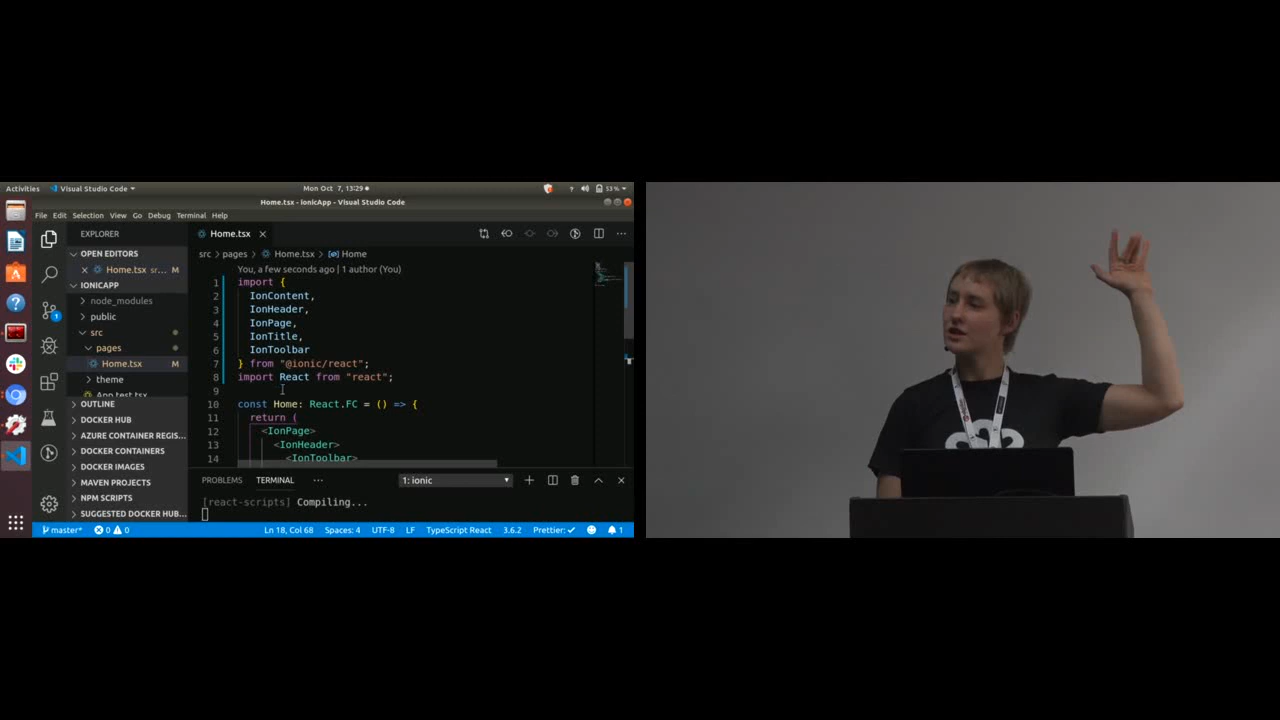 Activities Visual Studio Code Mon Oct 7, 13:29 ? 53%
Home.tsx - ionicApp - Visual Studio Code
File Edit Selection View Go Debug Terminal Help
EXPLORER
OPEN EDITORS
Home.tsx sr... M
IONICAPP
node_modules
public
src
pages
Home.tsx M
theme
App.test.tsx
OUTLINE
DOCKER HUB
AZURE CONTAINER REGIS...
DOCKER CONTAINERS
DOCKER IMAGES
MAVEN PROJECTS
NPM SCRIPTS
SUGGESTED DOCKER HUB...
1
Home.tsx
src > pages > Home.tsx > Home
You, a few seconds ago | 1 author (You)
1 import {
2 IonContent,
3 IonHeader,
4 IonPage,
5 IonTitle,
6 IonToolbar
7 } from "@ionic/react";
8 import React from "react";
9
10 const Home: React.FC = () => {
11 return (
12 <IonPage>
13 <IonHeader>
14 <IonToolbar>
PROBLEMS TERMINAL ... 1: ionic
[react-scripts] Compiling...
master* 0 0 Ln 18, Col 68 Spaces: 4 UTF-8 LF TypeScript React 3.6.2 Prettier: ✓ 1